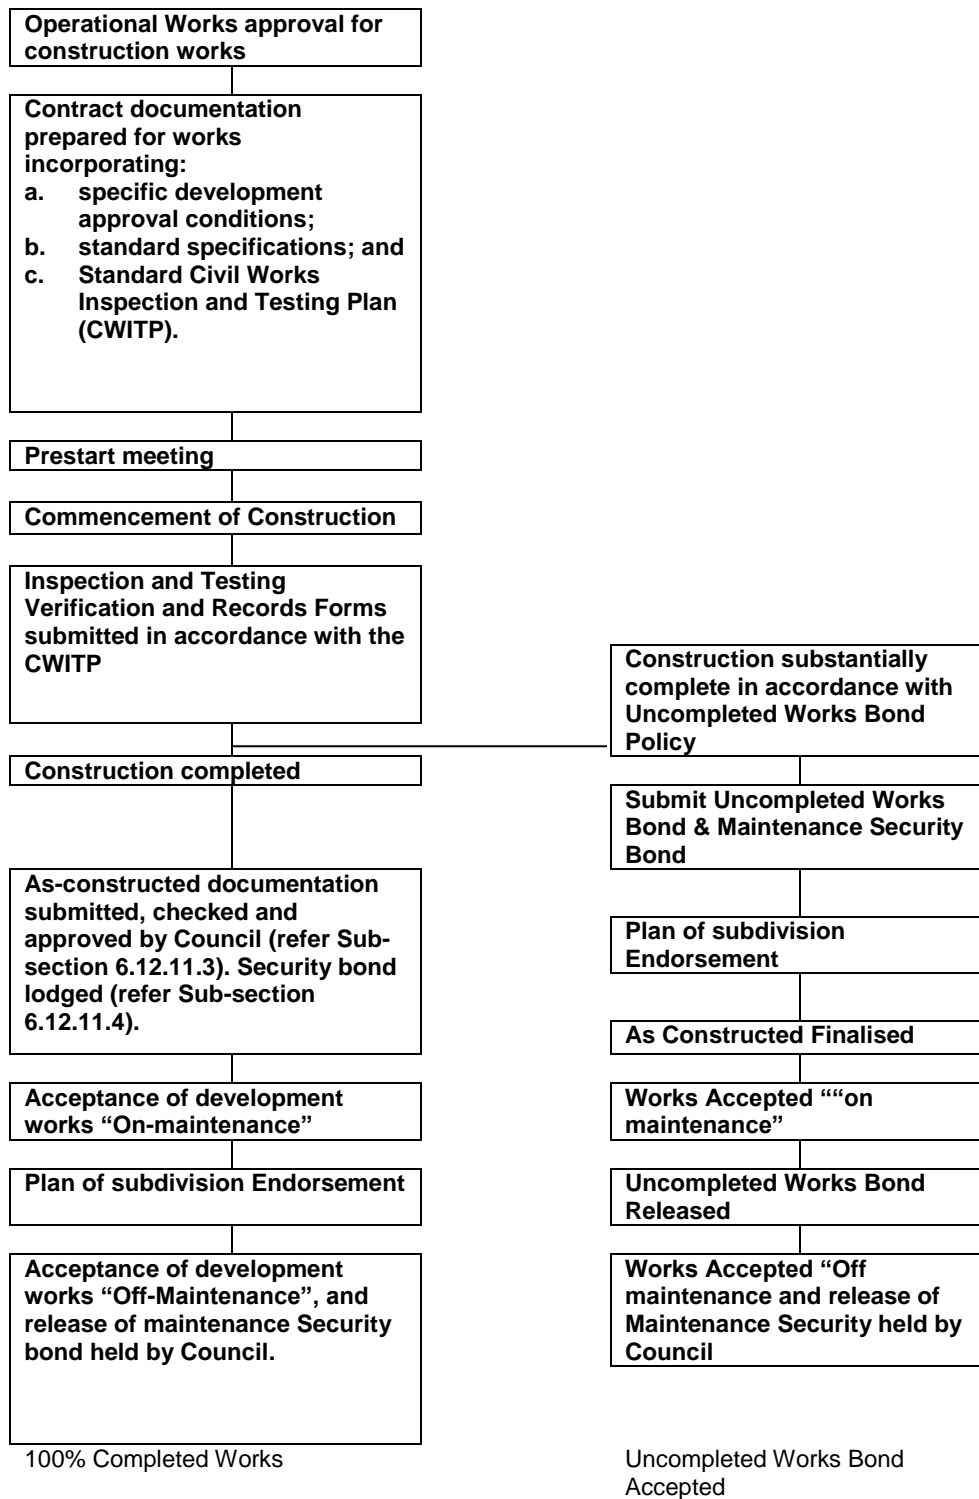 Operational Works approval for
construction works
Contract documentation
prepared for works
incorporating:
a. specific development
approval conditions;
b. standard specifications; and
c. Standard Civil Works
Inspection and Testing Plan
(CWITP).
Prestart meeting
Commencement of Construction
Inspection and Testing
Verification and Records Forms
submitted in accordance with the
CWITP
Construction completed
As-constructed documentation
submitted, checked and
approved by Council (refer Sub-
section 6.12.11.3). Security bond
lodged (refer Sub-section
6.12.11.4).
Acceptance of development
works “On-maintenance”
Plan of subdivision Endorsement
Acceptance of development
works “Off-Maintenance”, and
release of maintenance Security
bond held by Council.
100% Completed Works
Construction substantially
complete in accordance with
Uncompleted Works Bond
Policy
Submit Uncompleted Works
Bond & Maintenance Security
Bond
Plan of subdivision
Endorsement
As Constructed Finalised
Works Accepted ““on
maintenance”
Uncompleted Works Bond
Released
Works Accepted “Off
maintenance and release of
Maintenance Security held by
Council
Uncompleted Works Bond
Accepted